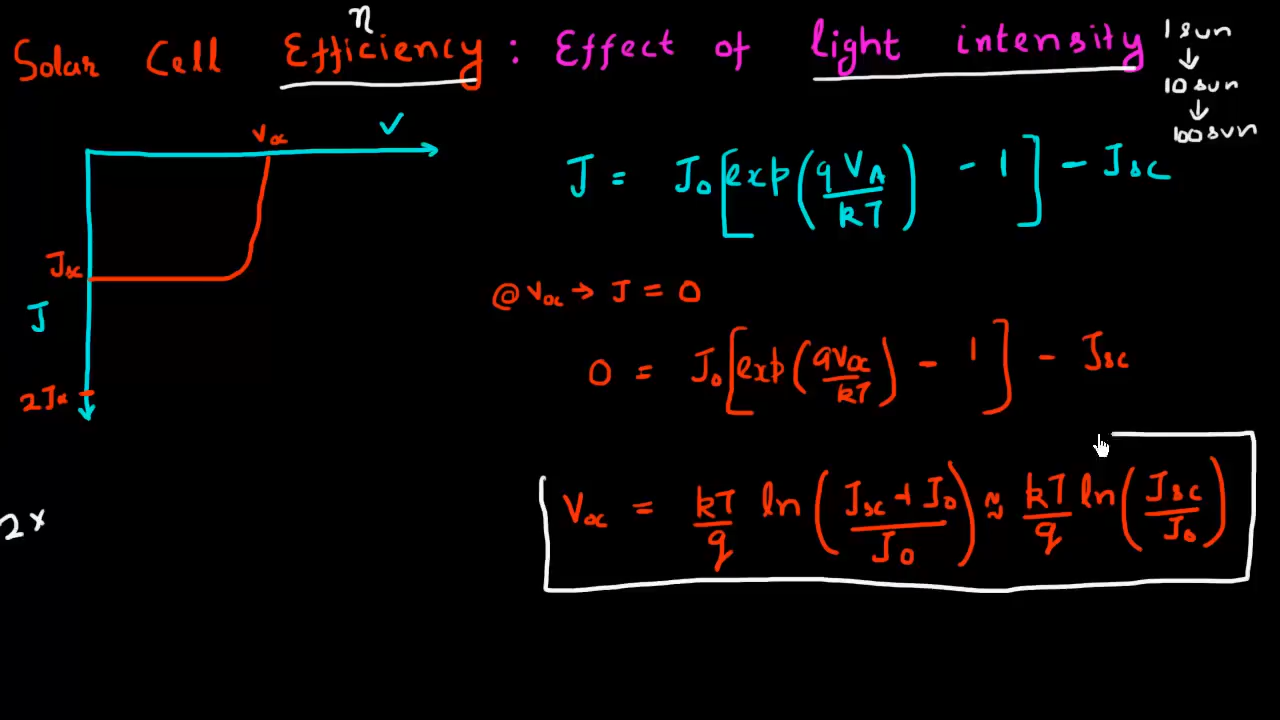 η
Solar Cell Efficiency : Effect of light intensity
1 sun
↓
10 sun
↓
100 sun
Voc
V
Jsc
J
2Jsc
2x
J = J0 [exp(qVA/kT) - 1] - Jsc
@ Voc → J = 0
0 = J0 [exp(qVoc/kT) - 1] - Jsc
Voc = kT/q ln(Jsc + J0/J0) ≈ kT/q ln(Jsc/J0)